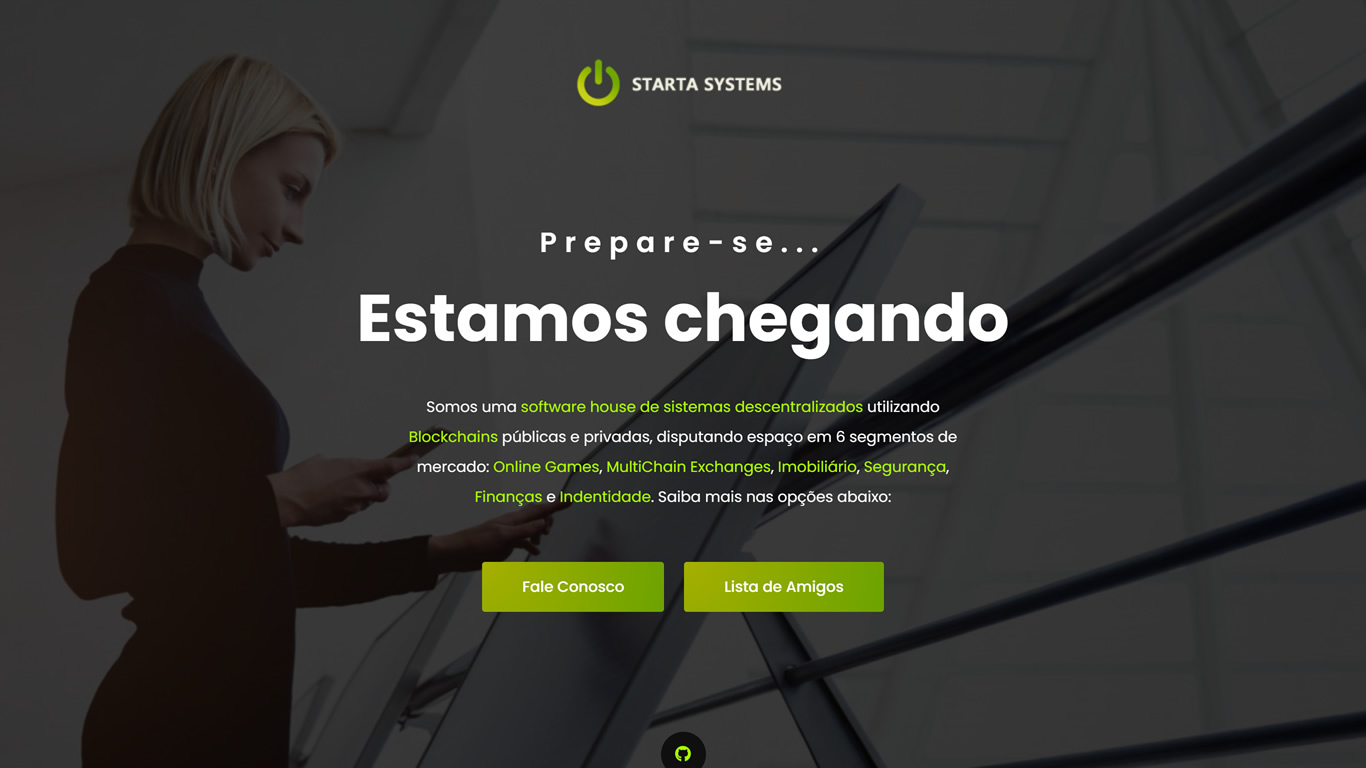 STARTA SYSTEMS
Prepare-se...
Estamos chegando
Somos uma software house de sistemas descentralizados utilizando
Blockchains públicas e privadas, disputando espaço em 6 segmentos de
mercado: Online Games, MultiChain Exchanges, Imobiliário, Segurança,
Finanças e Indentidade. Saiba mais nas opções abaixo:
Fale Conosco
Lista de Amigos